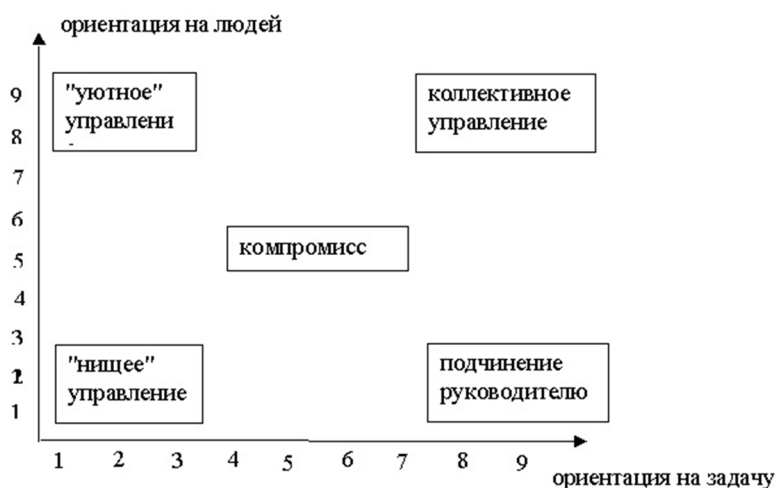 ориентация на людей
9
"уютное"
управлени
коллективное
управление
8
7
6
компромисс
5
4
3
"нищее"
управление
подчинение
руководителю
1
1 2 3 4 5 6 7 8 9
ориентация на задачу